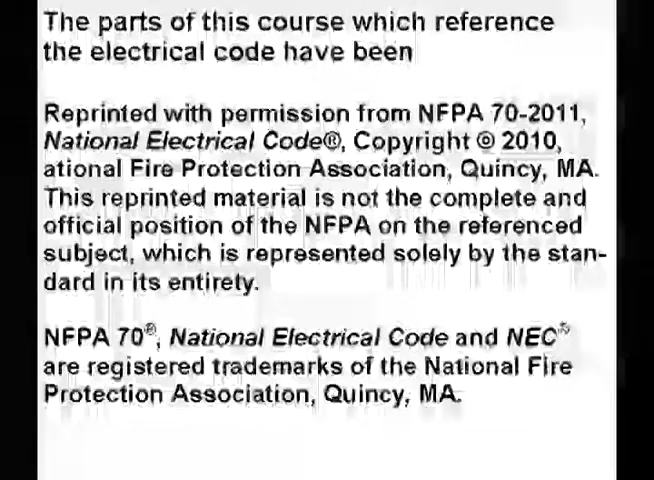 The parts of this course which reference
the electrical code have been
Reprinted with permission from NFPA 70-2011,
National Electrical Code®, Copyright © 2010,
ational Fire Protection Association, Quincy, MA.
This reprinted material is not the complete and
official position of the NFPA on the referenced
subject, which is represented solely by the stan-
dard in its entirety.
NFPA 70®, National Electrical Code and NEC®
are registered trademarks of the National Fire
Protection Association, Quincy, MA.